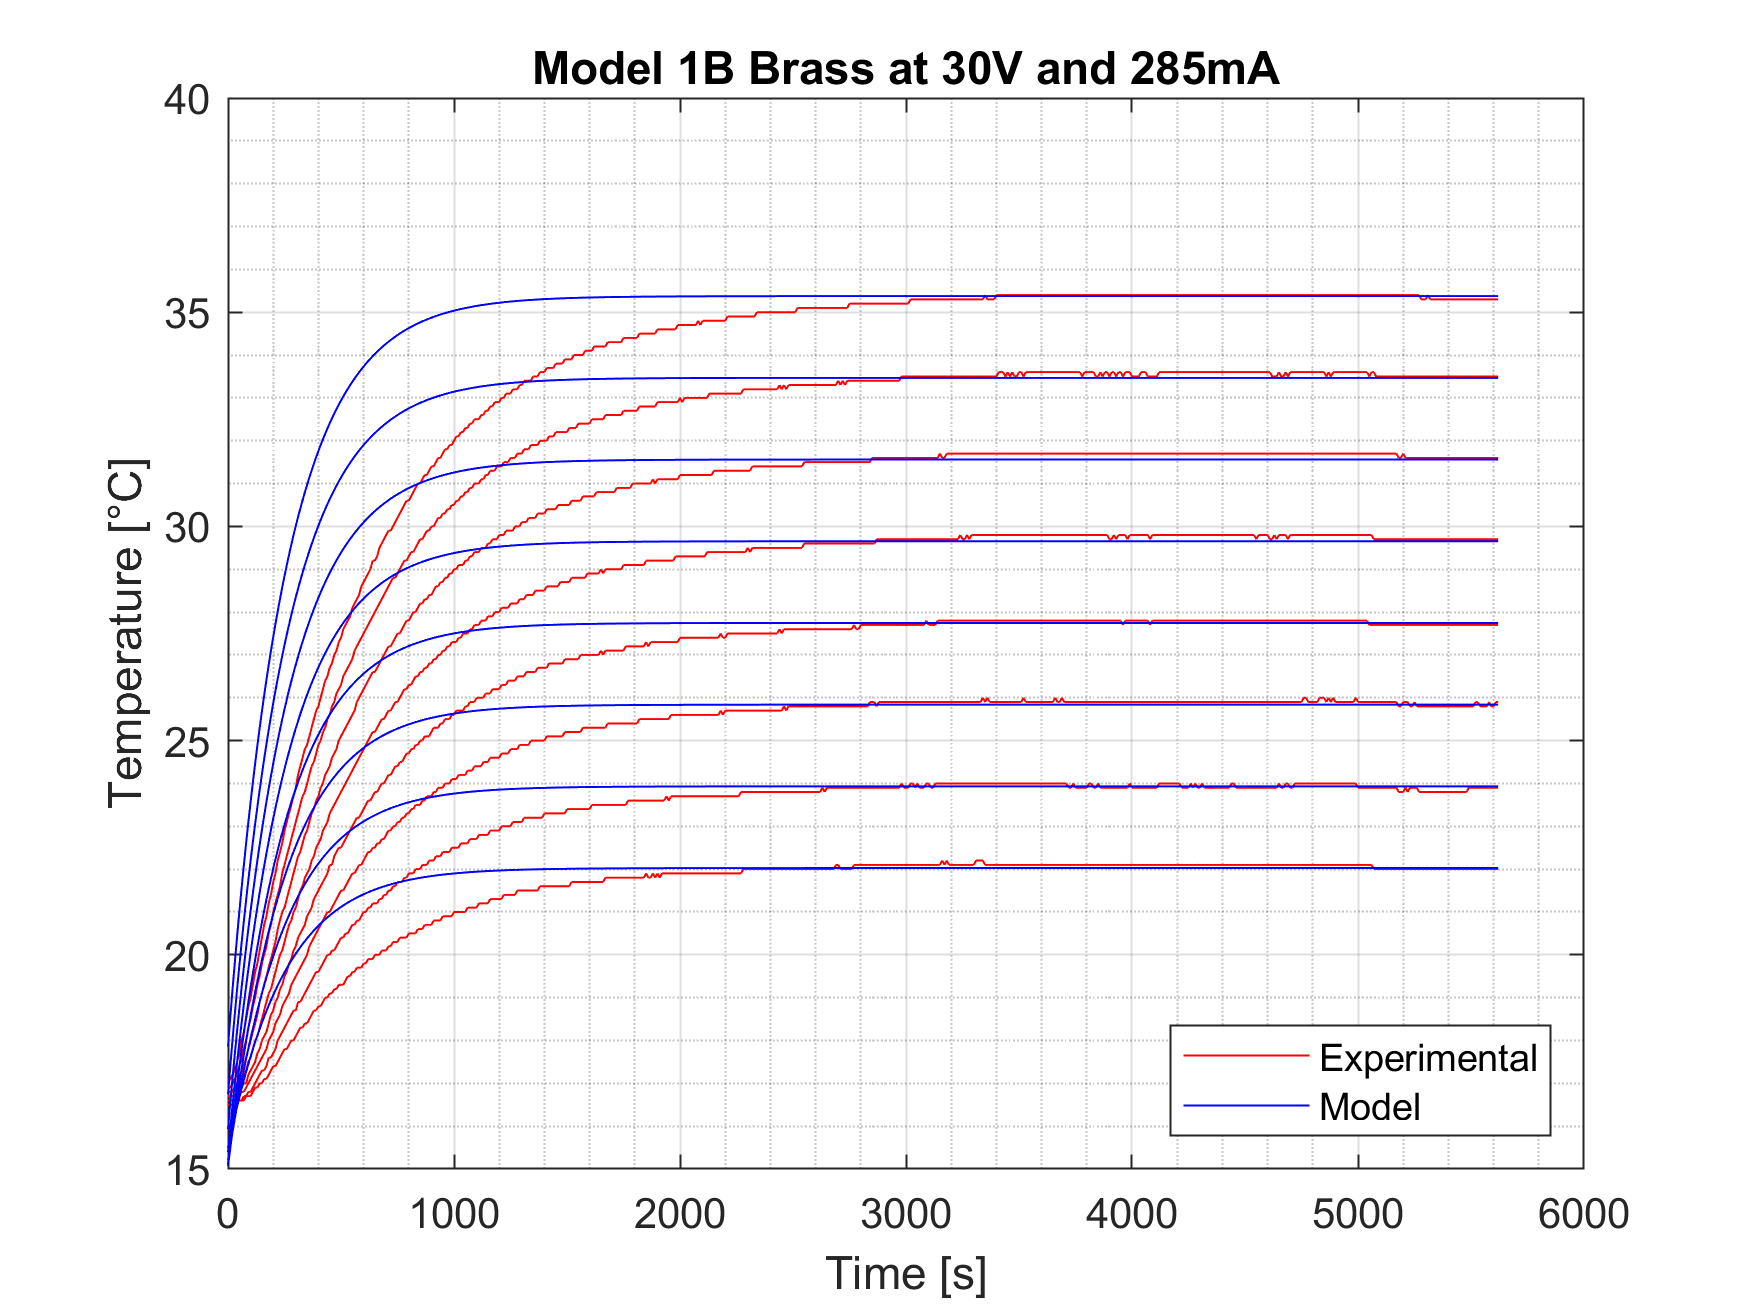 Model 1B Brass at 30V and 285mA
40
35
30
25
20
15
Temperature [°C]
0 1000 2000 3000 4000 5000 6000
Time [s]
Experimental
Model